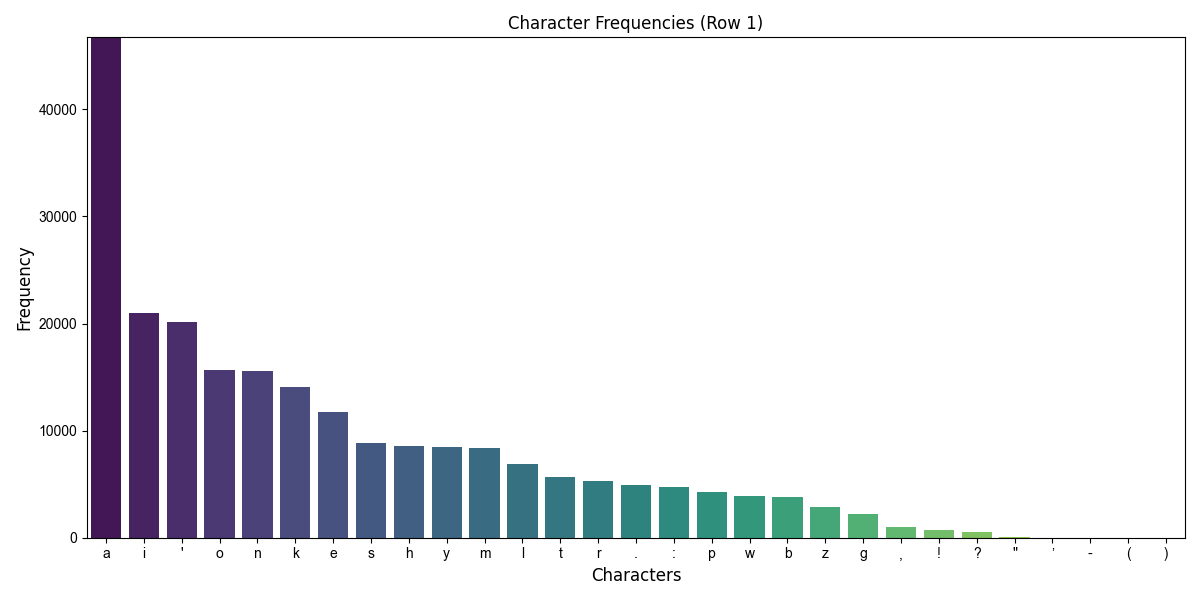 Character Frequencies (Row 1)
Frequency
40000
30000
20000
10000
0
a i ' o n k e s h y m l t r . : p w b z g , ! ? " ’ - ( )
Characters